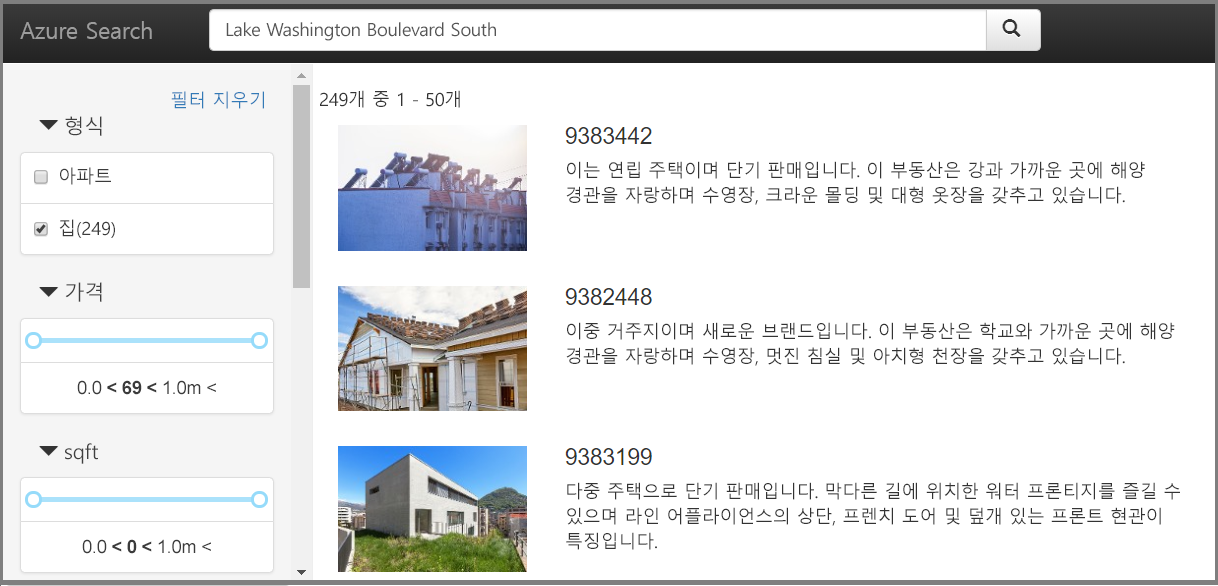 Azure Search
Lake Washington Boulevard South
필터 지우기
형식
아파트
집(249)
가격
0.0 < 69 < 1.0m <
sqft
0.0 < 0 < 1.0m <
249개 중 1 - 50개
9383442
이는 연립 주택이며 단기 판매입니다. 이 부동산은 강과 가까운 곳에 해양
경관을 자랑하며 수영장, 크라운 몰딩 및 대형 옷장을 갖추고 있습니다.
9382448
이중 거주지이며 새로운 브랜드입니다. 이 부동산은 학교와 가까운 곳에 해양
경관을 자랑하며 수영장, 멋진 침실 및 아치형 천장을 갖추고 있습니다.
9383199
다중 주택으로 단기 판매입니다. 막다른 길에 위치한 워터 프론티지를 즐길 수
있으며 라인 어플라이언스의 상단, 프렌치 도어 및 덮개 있는 프론트 현관이
특징입니다.